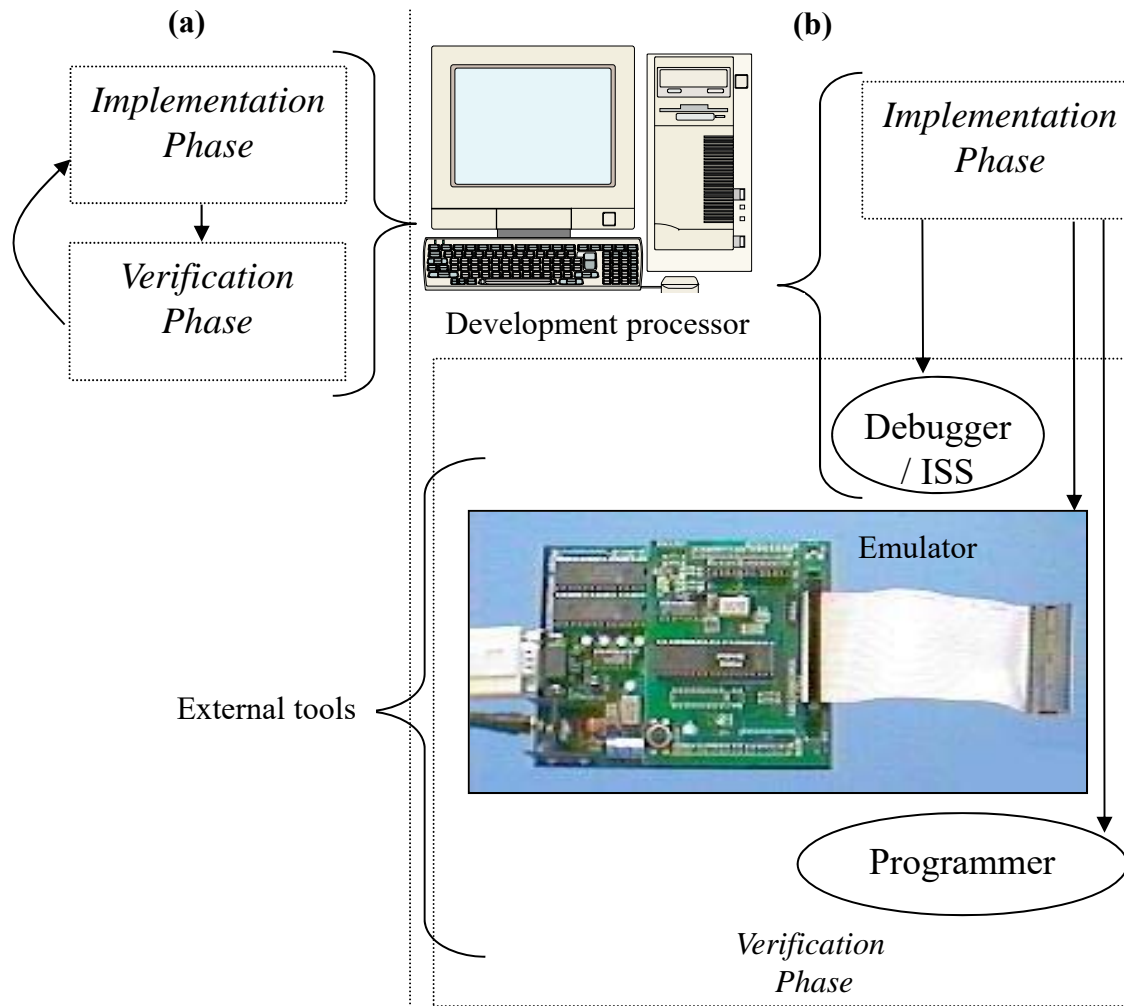 (a)
Implementation
Phase
Verification
Phase
(b)
Development processor
Implementation
Phase
Debugger
/ ISS
Emulator
External tools
Programmer
Verification
Phase